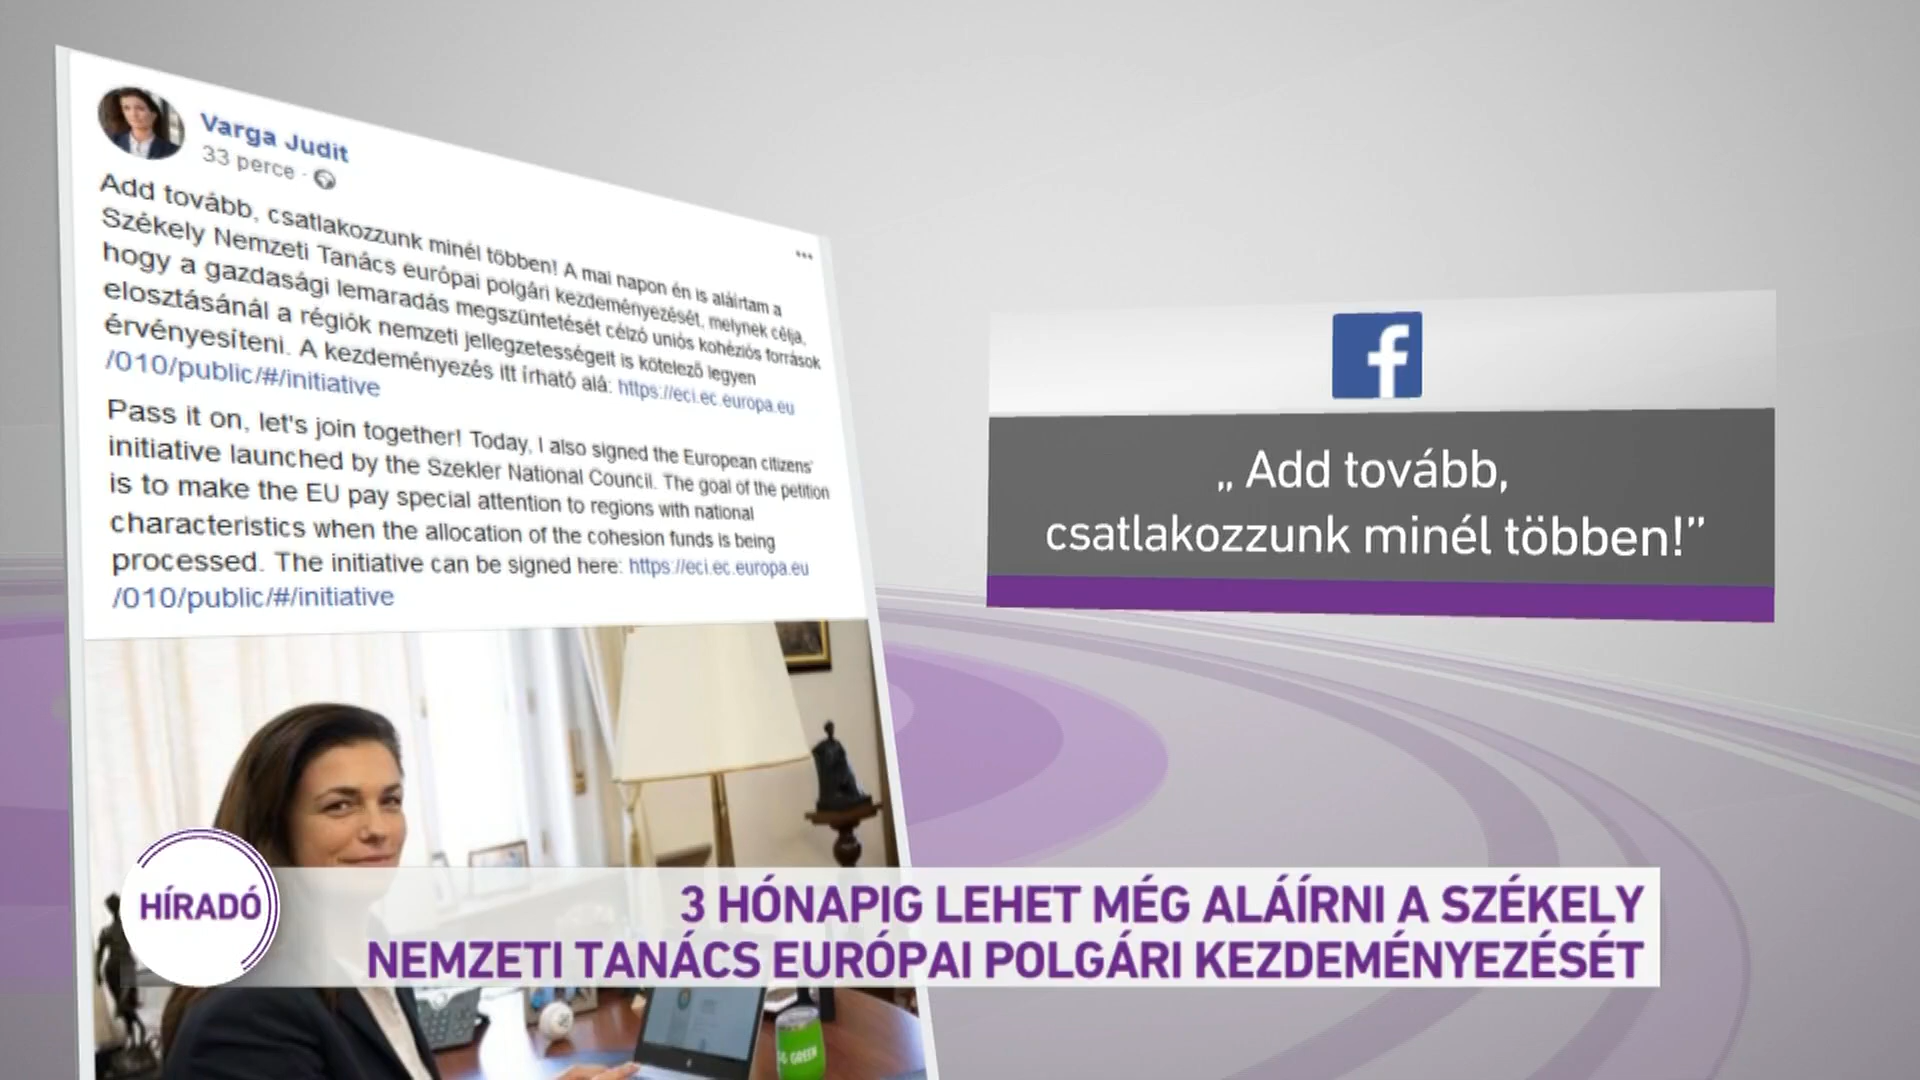 Varga Judit
33 perce ·
Add tovább, csatlakozzunk minél többen! A mai napon én is aláírtam a
Székely Nemzeti Tanács európai polgári kezdeményezését, melynek célja,
hogy a gazdasági lemaradás megszüntetését célzó uniós kohéziós források
elosztásánál a régiók nemzeti jellegzetességeit is kötelező legyen
érvényesíteni. A kezdeményezés itt írható alá: https://eci.ec.europa.eu
/010/public/#/initiative
Pass it on, let's join together! Today, I also signed the European citizens'
initiative launched by the Szekler National Council. The goal of the petition
is to make the EU pay special attention to regions with national
characteristics when the allocation of the cohesion funds is being
processed. The initiative can be signed here: https://eci.ec.europa.eu
/010/public/#/initiative
f
„ Add tovább,
csatlakozzunk minél többen!”
HÍRADÓ
3 HÓNAPIG LEHET MÉG ALÁÍRNI A SZÉKELY
NEMZETI TANÁCS EURÓPAI POLGÁRI KEZDEMÉNYEZÉSÉT
GREEN